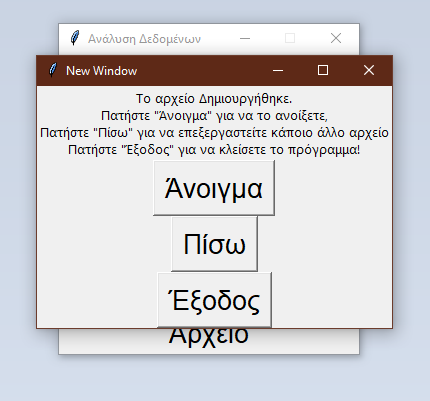 Ανάλυση Δεδομένων
New Window
Το αρχείο Δημιουργήθηκε.
Πατήστε "Άνοιγμα" για να το ανοίξετε,
Πατήστε "Πίσω" για να επεξεργαστείτε κάποιο άλλο αρχείο
Πατήστε "Έξοδος" για να κλείσετε το πρόγραμμα!
Άνοιγμα
Πίσω
Έξοδος
Αρχείο